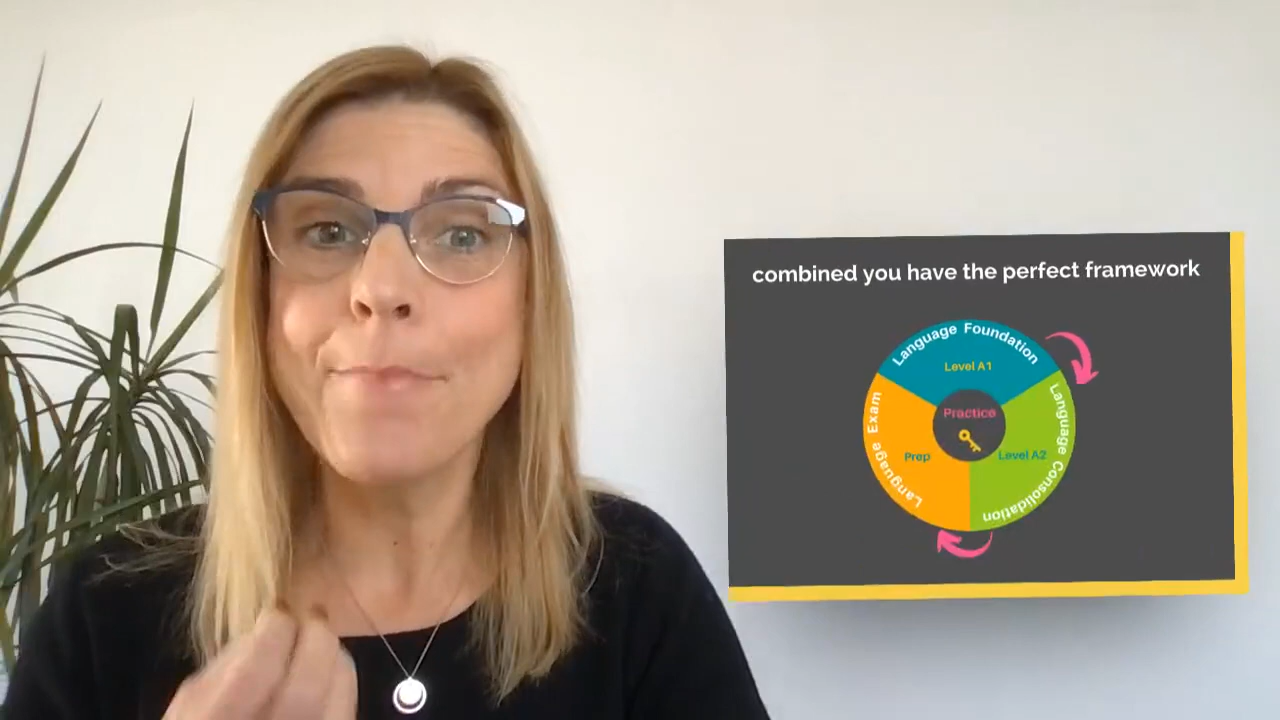 combined you have the perfect framework
Language Foundation
Level A1
Practice
Language Exam
Prep
Level A2
Language Consolidation